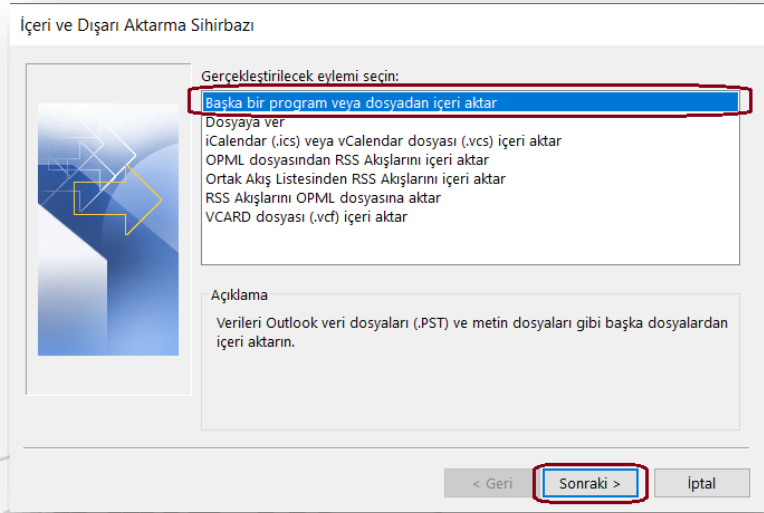 İçeri ve Dışarı Aktarma Sihirbazı
Gerçekleştirilecek eylemi seçin:
Başka bir program veya dosyadan içeri aktar
Dosyaya ver
iCalendar (.ics) veya vCalendar dosyası (.vcs) içeri aktar
OPML dosyasından RSS Akışlarını içeri aktar
Ortak Akış Listesinden RSS Akışlarını içeri aktar
RSS Akışlarını OPML dosyasına aktar
VCARD dosyası (.vcf) içeri aktar
Açıklama
Verileri Outlook veri dosyaları (.PST) ve metin dosyaları gibi başka dosyalardan
içeri aktarın.
< Geri Sonraki > İptal